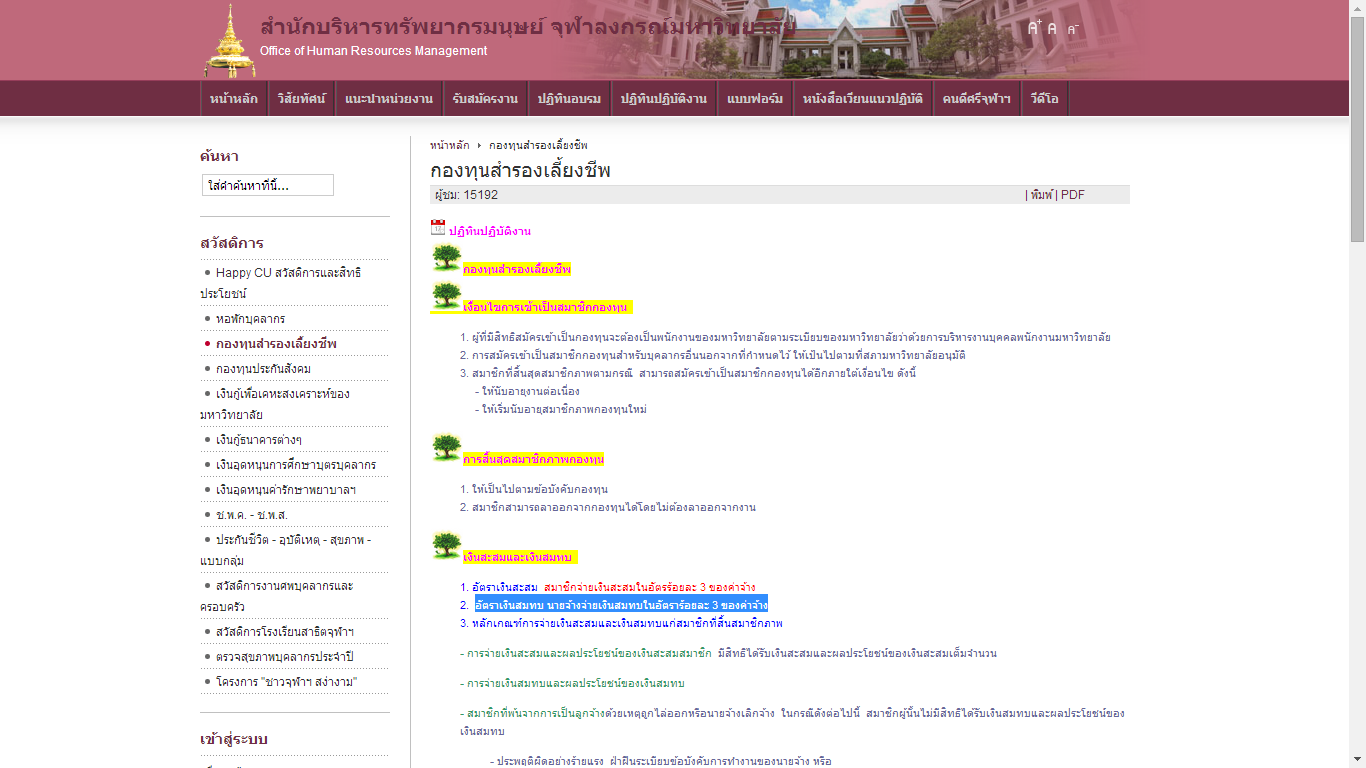 สำนักบริหารทรัพยากรมนุษย์ จุฬาลงกรณ์มหาวิทยาลัย
Office of Human Resources Management
A+ A A-
หน้าหลัก วิสัยทัศน์ แนะนำหน่วยงาน รับสมัครงาน ปฏิทินอบรม ปฏิทินปฏิบัติงาน แบบฟอร์ม หนังสือเวียนแนวปฏิบัติ คนดีศรีจุฬาฯ วีดีโอ
ค้นหา
ใส่คำค้นหาที่นี้...
สวัสดิการ
Happy CU สวัสดิการและสิทธิ
ประโยชน์
หอพักบุคลากร
กองทุนสำรองเลี้ยงชีพ
กองทุนประกันสังคม
เงินกู้เพื่อเคหะสงเคราะห์ของ
มหาวิทยาลัย
เงินกู้ธนาคารต่างๆ
เงินอุดหนุนการศึกษาบุตรบุคลากร
เงินอุดหนุนค่ารักษาพยาบาลฯ
ช.พ.ค. - ช.พ.ส.
ประกันชีวิต - อุบัติเหตุ - สุขภาพ -
แบบกลุ่ม
สวัสดิการงานศพบุคลากรและ
ครอบครัว
สวัสดิการโรงเรียนสาธิตจุฬาฯ
ตรวจสุขภาพบุคลากรประจำปี
โครงการ "ชาวจุฬาฯ สง่างาม"
เข้าสู่ระบบ
หน้าหลัก กองทุนสำรองเลี้ยงชีพ
กองทุนสำรองเลี้ยงชีพ
ผู้ชม: 15192 | พิมพ์ | PDF
ปฏิทินปฏิบัติงาน
กองทุนสำรองเลี้ยงชีพ
เงื่อนไขการเข้าเป็นสมาชิกกองทุน
1. ผู้ที่มีสิทธิสมัครเข้าเป็นกองทุนจะต้องเป็นพนักงานของมหาวิทยาลัยตามระเบียบของมหาวิทยาลัยว่าด้วยการบริหารงานบุคคลพนักงานมหาวิทยาลัย
2. การสมัครเข้าเป็นสมาชิกกองทุนสำหรับบุคลากรอื่นนอกจากที่กำหนดไว้ ให้เป็นไปตามที่สภามหาวิทยาลัยอนุมัติ
3. สมาชิกที่สิ้นสุดสมาชิกภาพตามกรณี สามารถสมัครเข้าเป็นสมาชิกกองทุนได้อีกภายใต้เงื่อนไข ดังนี้
- ให้นับอายุงานต่อเนื่อง
- ให้เริ่มนับอายุสมาชิกภาพกองทุนใหม่
การสิ้นสุดสมาชิกภาพกองทุน
1. ให้เป็นไปตามข้อบังคับกองทุน
2. สมาชิกสามารถลาออกจากกองทุนได้โดยไม่ต้องลาออกจากงาน
เงินสะสมและเงินสมทบ
1. อัตราเงินสะสม สมาชิกจ่ายเงินสะสมในอัตรร้อยละ 3 ของค่าจ้าง
2. อัตราเงินสมทบ นายจ้างจ่ายเงินสมทบในอัตราร้อยละ 3 ของค่าจ้าง
3. หลักเกณฑ์การจ่ายเงินสะสมและเงินสมทบแก่สมาชิกที่สิ้นสมาชิกภาพ
- การจ่ายเงินสะสมและผลประโยชน์ของเงินสะสมสมาชิก มีสิทธิได้รับเงินสะสมและผลประโยชน์ของเงินสะสมเต็มจำนวน
- การจ่ายเงินสมทบและผลประโยชน์ของเงินสมทบ
- สมาชิกที่พ้นจากการเป็นลูกจ้างด้วยเหตุถูกไล่ออกหรือนายจ้างเลิกจ้าง ในกรณีดังต่อไปนี้ สมาชิกผู้นั้นไม่มีสิทธิได้รับเงินสมทบและผลประโยชน์ของ
เงินสมทบ
- ประพฤติผิดอย่างร้ายแรง ฝ่าฝืนระเบียบข้อบังคับการทำงานของนายจ้าง หรือ